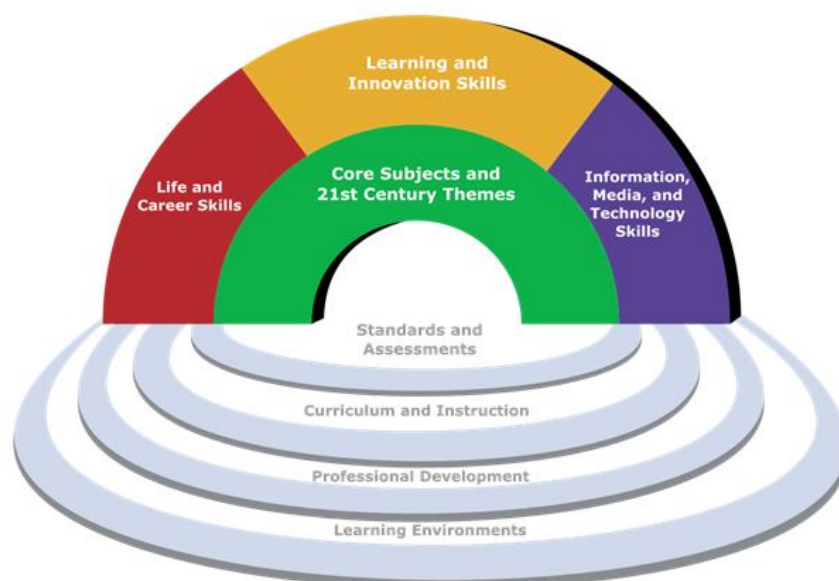 Learning and
Innovation Skills
Life and
Career Skills
Core Subjects and
21st Century Themes
Information,
Media, and
Technology
Skills
Standards and
Assessments
Curriculum and Instruction
Professional Development
Learning Environments